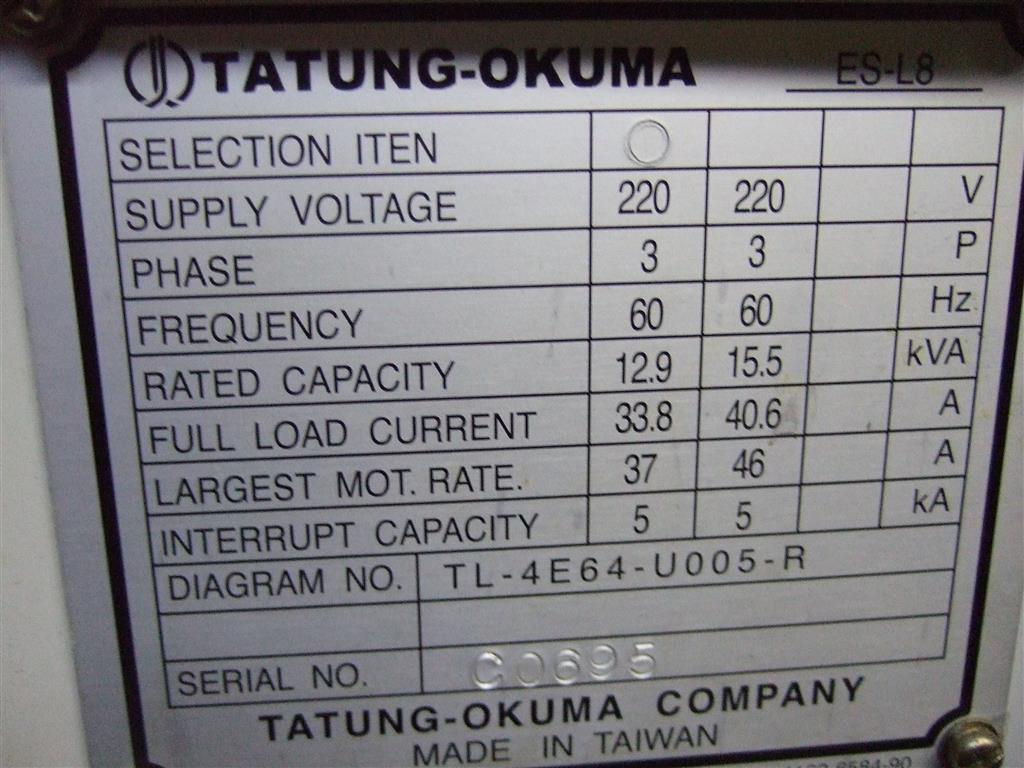 TATUNG-OKUMA ES-L8
SELECTION ITEN
SUPPLY VOLTAGE 220 220 V
PHASE 3 3 P
FREQUENCY 60 60 Hz
RATED CAPACITY 12.9 15.5 kVA
FULL LOAD CURRENT 33.8 40.6 A
LARGEST MOT. RATE. 37 46 A
INTERRUPT CAPACITY 5 5 kA
DIAGRAM NO. TL-4E64-U005-R
SERIAL NO. C0695
TATUNG-OKUMA COMPANY
MADE IN TAIWAN